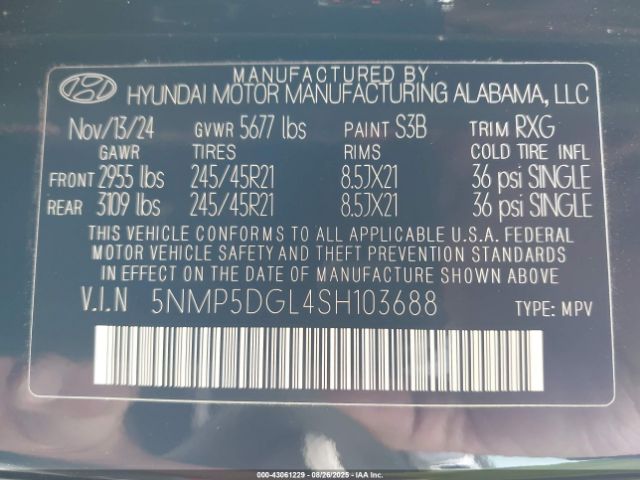 MANUFACTURED BY
HYUNDAI MOTOR MANUFACTURING ALABAMA, LLC
Nov/13/24 GVWR 5677 lbs PAINT S3B TRIM RXG
GAWR TIRES RIMS COLD TIRE INFL
FRONT 2955 lbs 245/45R21 8.5JX21 36 psi SINGLE
REAR 3109 lbs 245/45R21 8.5JX21 36 psi SINGLE
THIS VEHICLE CONFORMS TO ALL APPLICABLE U.S.A. FEDERAL
MOTOR VEHICLE SAFETY AND THEFT PREVENTION STANDARDS
IN EFFECT ON THE DATE OF MANUFACTURE SHOWN ABOVE
V.I.N 5NMP5DGL4SH103688 TYPE: MPV
000-43061229 - 08/26/2025 - IAA Inc.